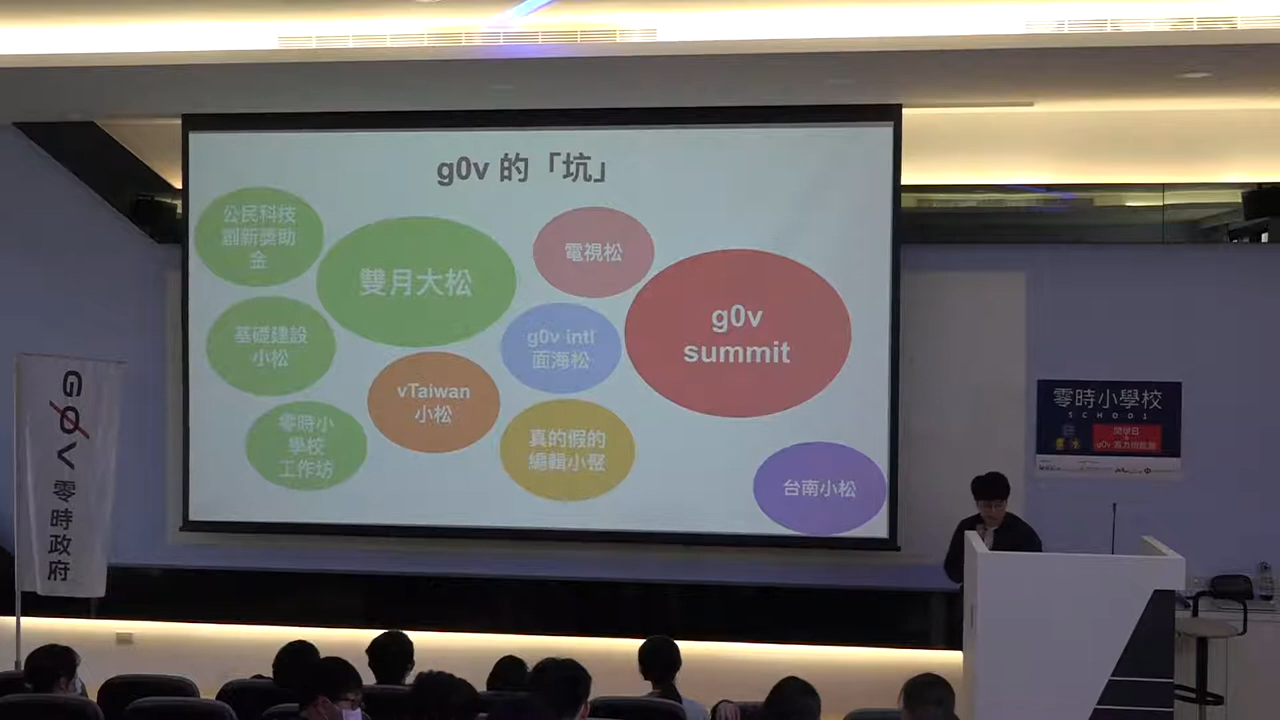 g0v 的「坑」
公民科技
創新獎助
金
雙月大松
電視松
g0v
summit
基礎建設
小松
g0v intl
面海松
vTaiwan
小松
零時小
學校
工作坊
真的假的
編輯小聚
台南小松
G0V 零時政府
零時小學校
SCHOO1